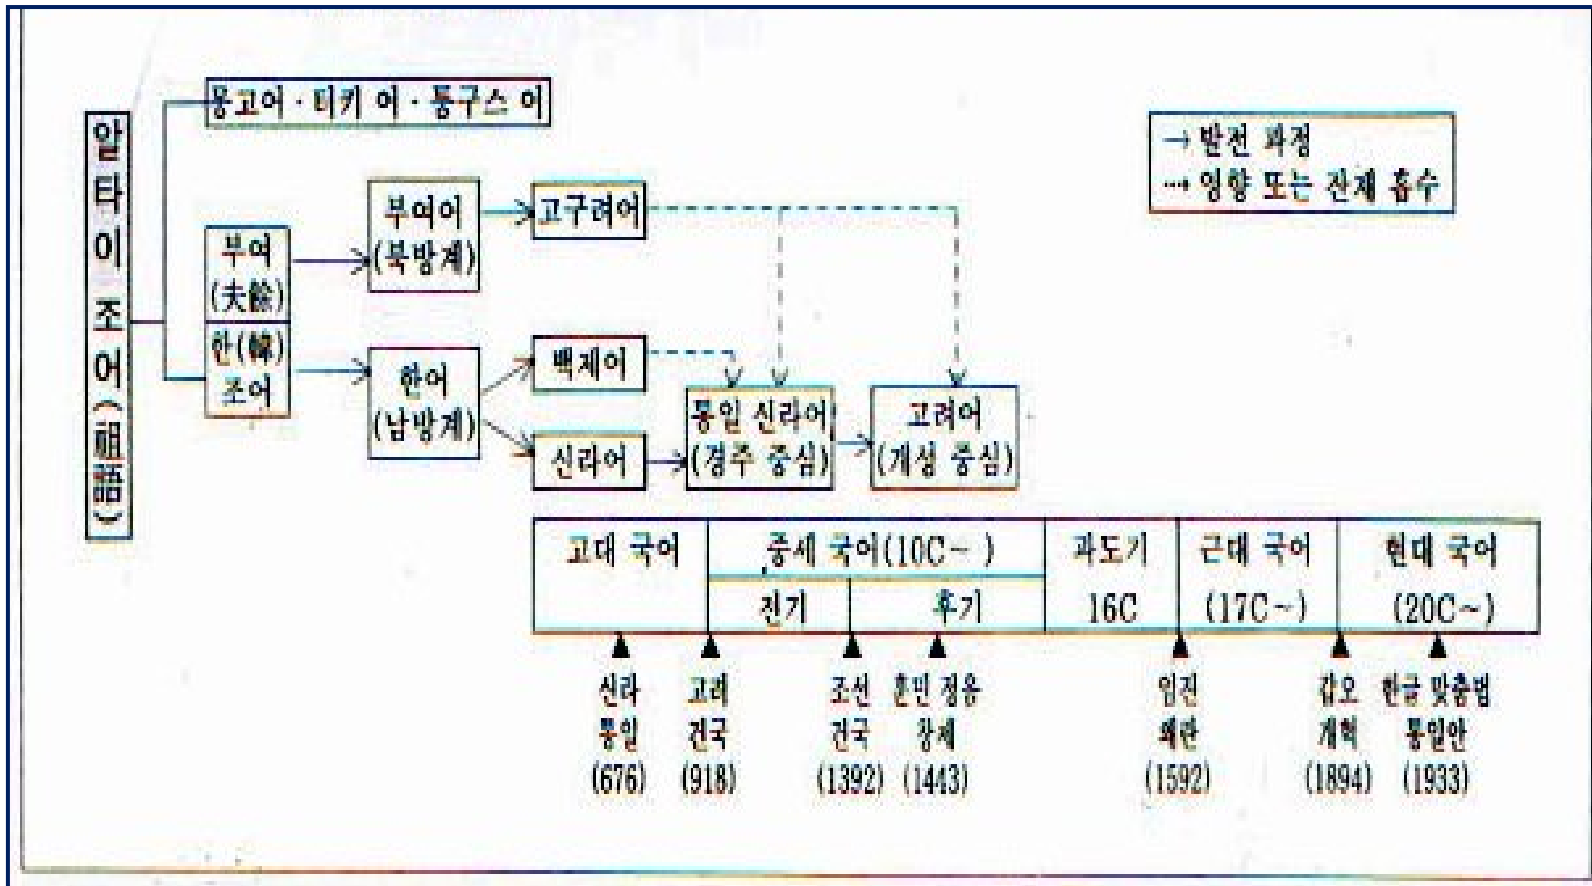 알타이 조어(祖語)
몽고어·터키 어·퉁구스 어
부여
(夫餘)
한(韓)
조어
부여어
(북방계)
한어
(남방계)
고구려어
백제어
신라어
통일 신라어
(경주 중심)
고려어
(개성 중심)
→ 발전 과정
⋯→ 영향 또는 잔재 흡수
고대 국어
중세 국어(10C~ )
전기
후기
과도기
16C
근대 국어
(17C~)
현대 국어
(20C~)
신라
통일
(676)
고려
건국
(918)
조선
건국
(1392)
훈민 정음
창제
(1443)
임진
왜란
(1592)
갑오
개혁
(1894)
한글 맞춤법
통일안
(1933)